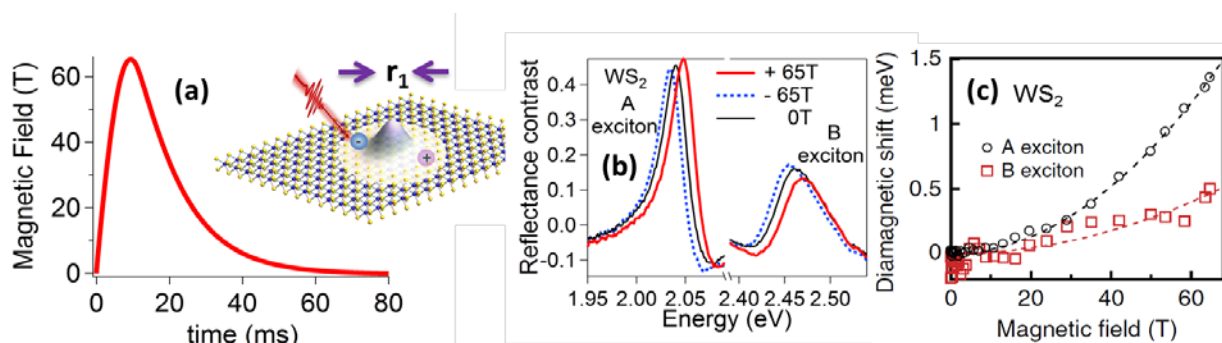 60
40
20
0
Magnetic Field (T)
0 20 40 60 80
time (ms)
(a)
r1
-
+
0.4
0.3
0.2
0.1
0.0
-0.1
Reflectance contrast
WS2
A
exciton
(b)
+ 65T
- 65T
0T
B
exciton
1.95 2.00 2.05 2.40 2.45 2.50
Energy (eV)
1.5
1
0.5
0
Diamagnetic shift (meV)
(c) WS2
A exciton
B exciton
0 20 40 60
Magnetic field (T)